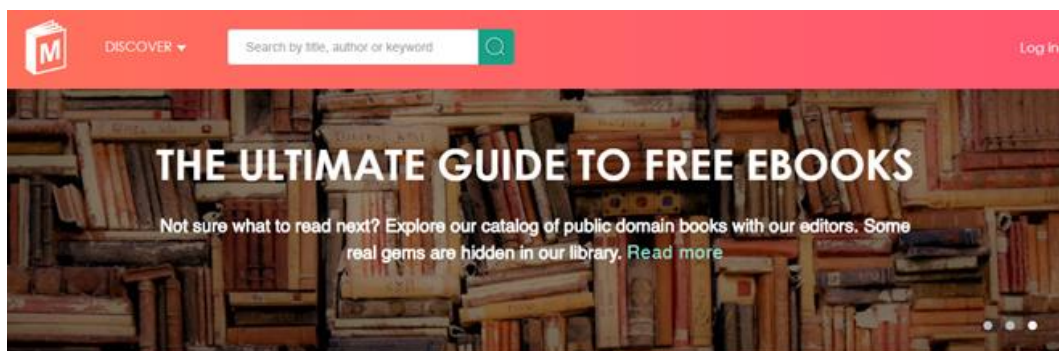 M
DISCOVER
Search by title, author or keyword
Log in
THE ULTIMATE GUIDE TO FREE EBOOKS
Not sure what to read next? Explore our catalog of public domain books with our editors. Some
real gems are hidden in our library. Read more